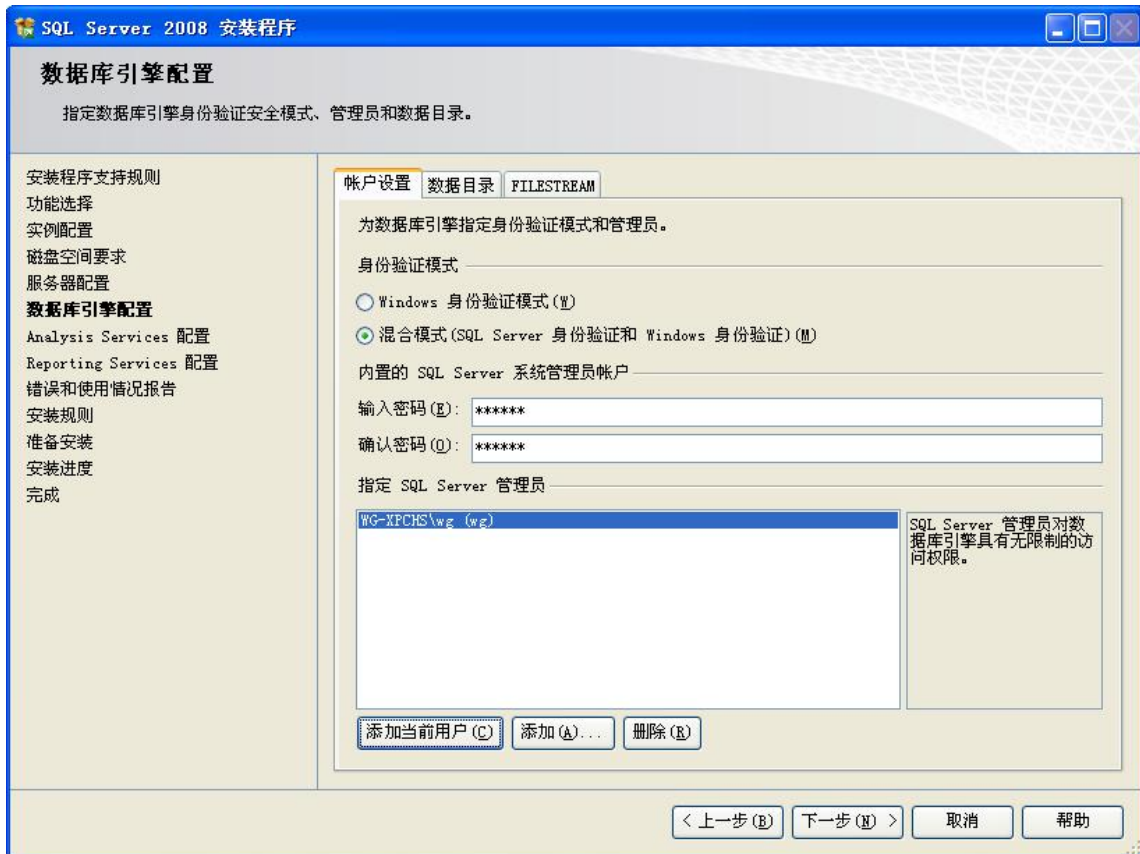 SQL Server 2008 安装程序
数据库引擎配置
指定数据库引擎身份验证安全模式、管理员和数据目录。
安装程序支持规则
功能选择
实例配置
磁盘空间要求
服务器配置
数据库引擎配置
Analysis Services 配置
Reporting Services 配置
错误和使用情况报告
安装规则
准备安装
安装进度
完成
帐户设置 数据目录 FILESTREAM
为数据库引擎指定身份验证模式和管理员。
身份验证模式
Windows 身份验证模式(W)
混合模式(SQL Server 身份验证和 Windows 身份验证)(M)
内置的 SQL Server 系统管理员帐户
输入密码(E): ******
确认密码(O): ******
指定 SQL Server 管理员
WG-XPCHS\wg (wg)
SQL Server 管理员对数
据库引擎具有无限制的访
问权限。
添加当前用户(C) 添加(A)... 删除(R)
< 上一步(B) 下一步(N) > 取消 帮助